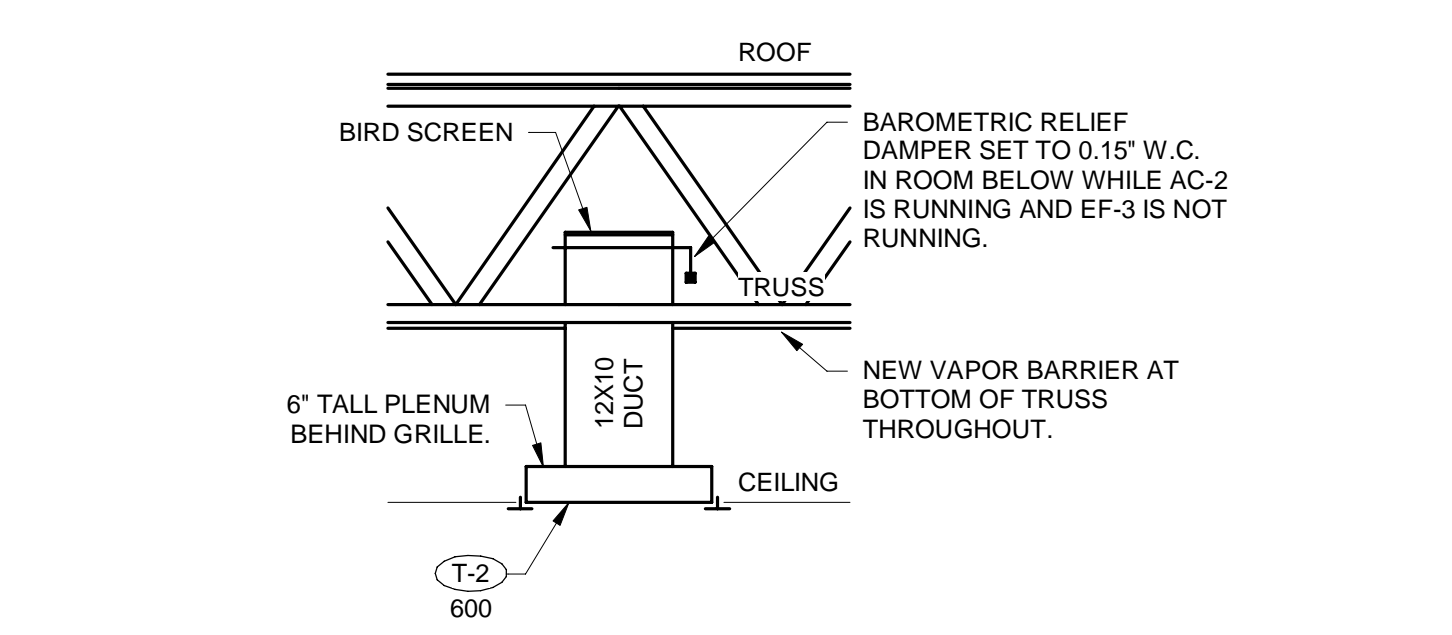 ROOF
BIRD SCREEN
BAROMETRIC RELIEF
DAMPER SET TO 0.15" W.C.
IN ROOM BELOW WHILE AC-2
IS RUNNING AND EF-3 IS NOT
RUNNING.
TRUSS
NEW VAPOR BARRIER AT
BOTTOM OF TRUSS
THROUGHOUT.
12X10
DUCT
6" TALL PLENUM
BEHIND GRILLE.
CEILING
T-2
600